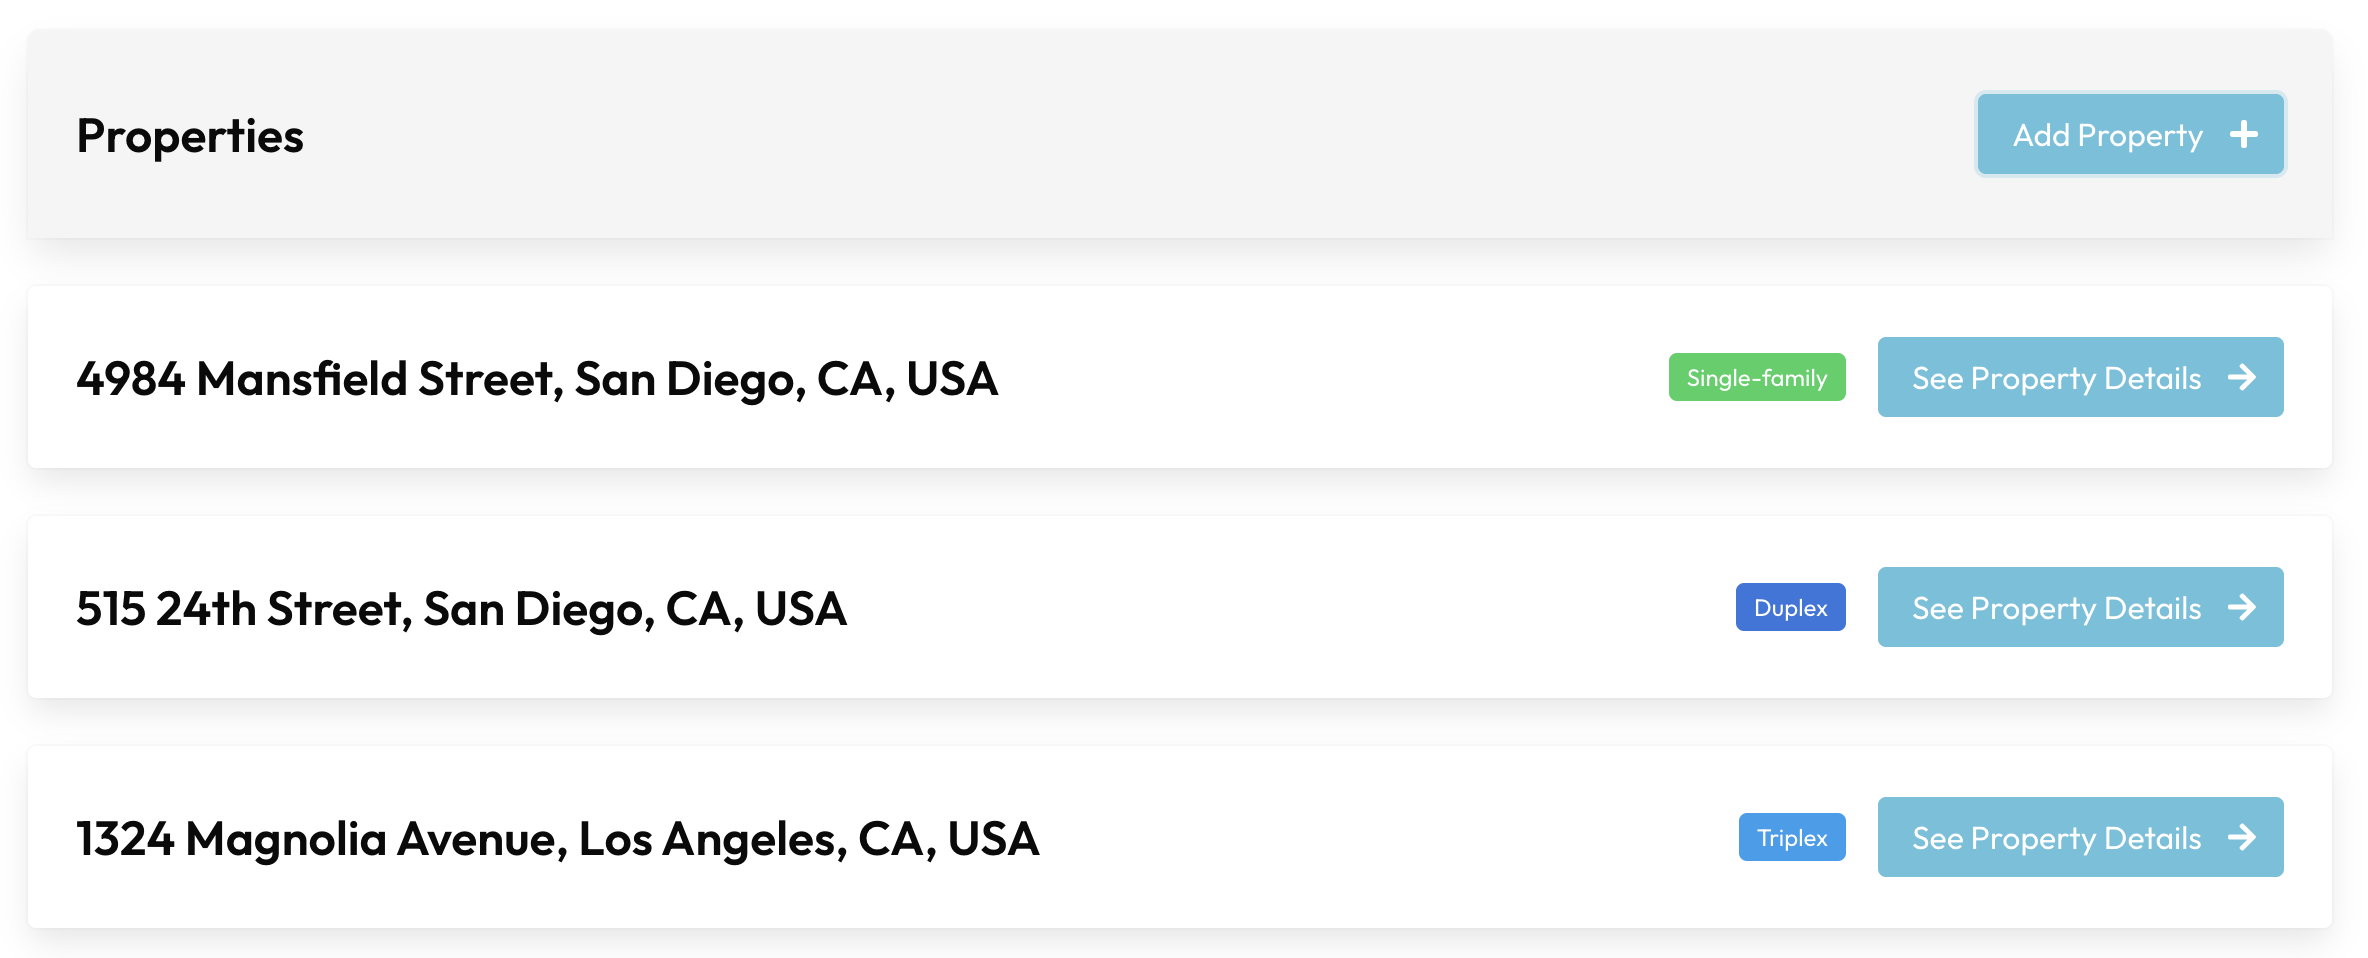 Properties
Add Property
4984 Mansfield Street, San Diego, CA, USA
Single-family
See Property Details
515 24th Street, San Diego, CA, USA
Duplex
See Property Details
1324 Magnolia Avenue, Los Angeles, CA, USA
Triplex
See Property Details